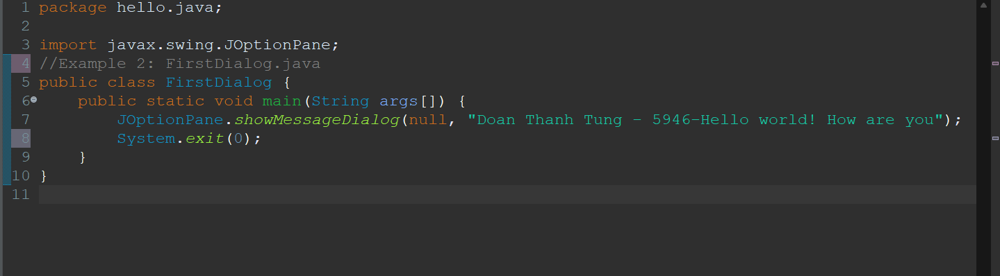 1 package hello.java;
2
3 import javax.swing.JOptionPane;
4 //Example 2: FirstDialog.java
5 public class FirstDialog {
6     public static void main(String args[]) {
7         JOptionPane.showMessageDialog(null, "Doan Thanh Tung - 5946-Hello world! How are you");
8         System.exit(0);
9     }
10 }
11